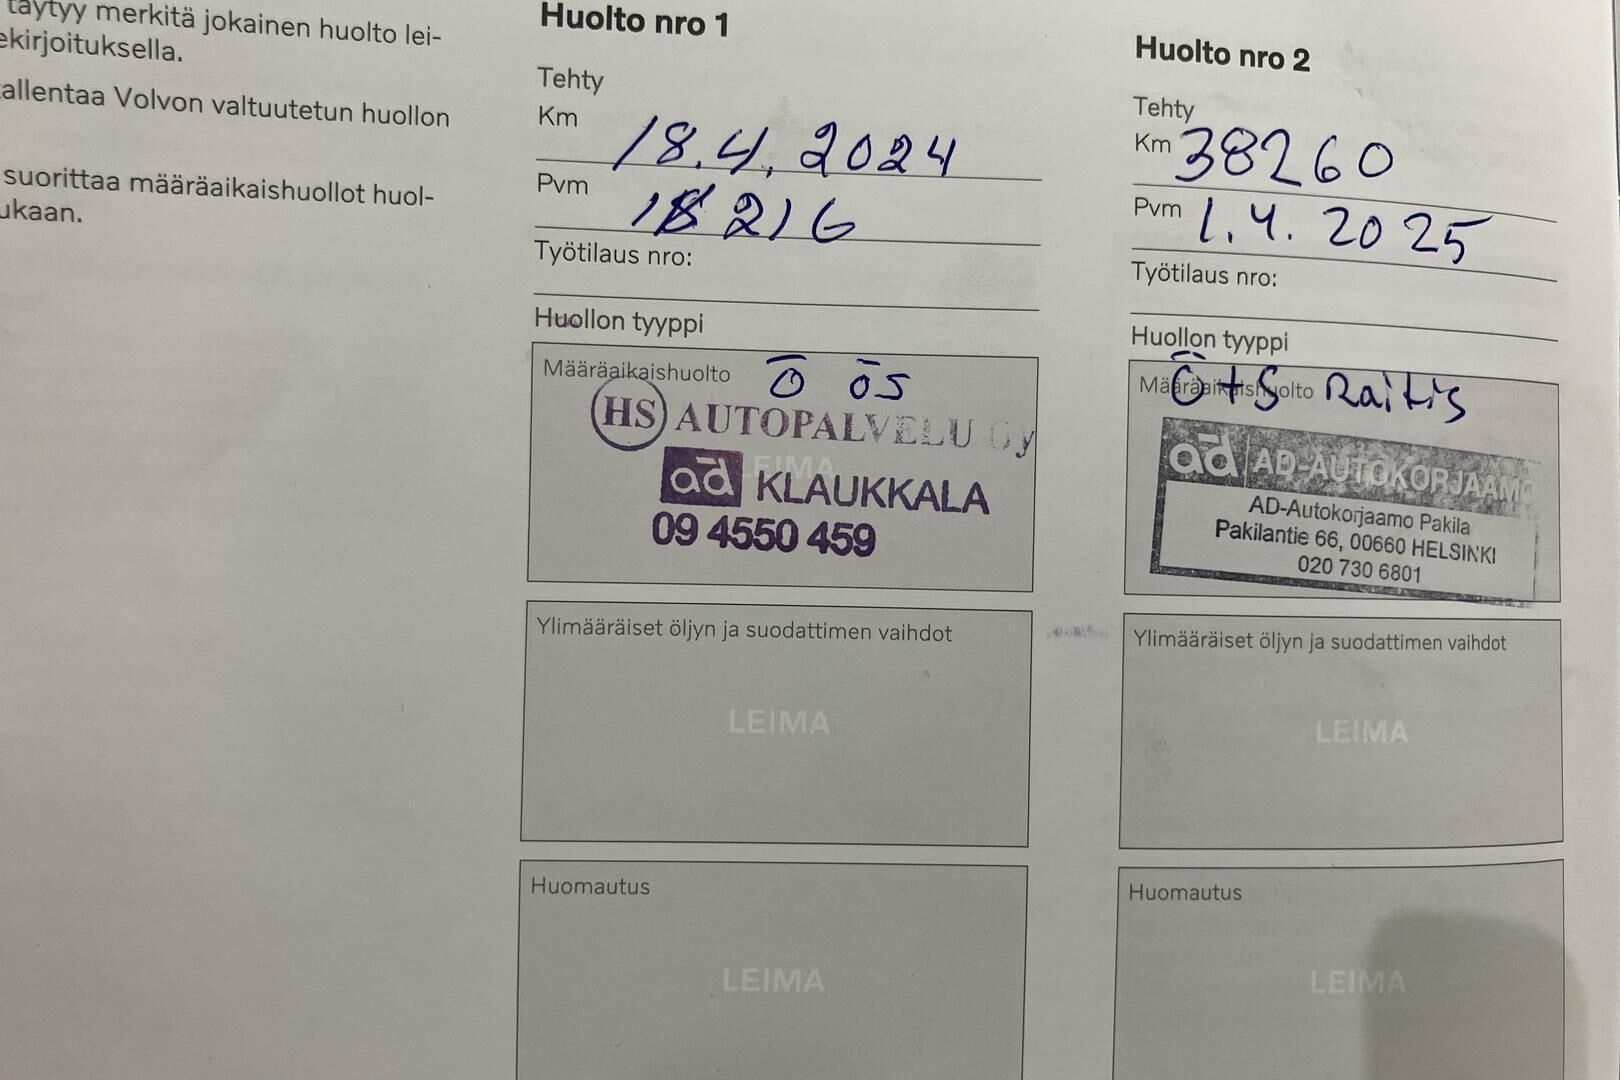 täytyy merkitä jokainen huolto lei-
ekirjoituksella.
allentaa Volvon valtuutetun huollon
suorittaa määräaikaishuollot huol-
ukaan.
Huolto nro 1
Tehty
Km 18.4.2024
Pvm 18216
Työtilaus nro:
Huollon tyyppi
Määräaikaishuolto Ö ÖS
HS AUTOPALVELU Oy
LEIMA
ad KLAUKKALA
09 4550 459
Ylimääräiset öljyn ja suodattimen vaihdot
LEIMA
Huomautus
LEIMA
Huolto nro 2
Tehty
Km 38260
Pvm 1.4.2025
Työtilaus nro:
Huollon tyyppi
Määräaikaishuolto Ö+S Raitis
ad AD-AUTOKORJAAMO
AD-Autokorjaamo Pakila
Pakilantie 66, 00660 HELSINKI
020 730 6801
Ylimääräiset öljyn ja suodattimen vaihdot
LEIMA
Huomautus
LEIMA